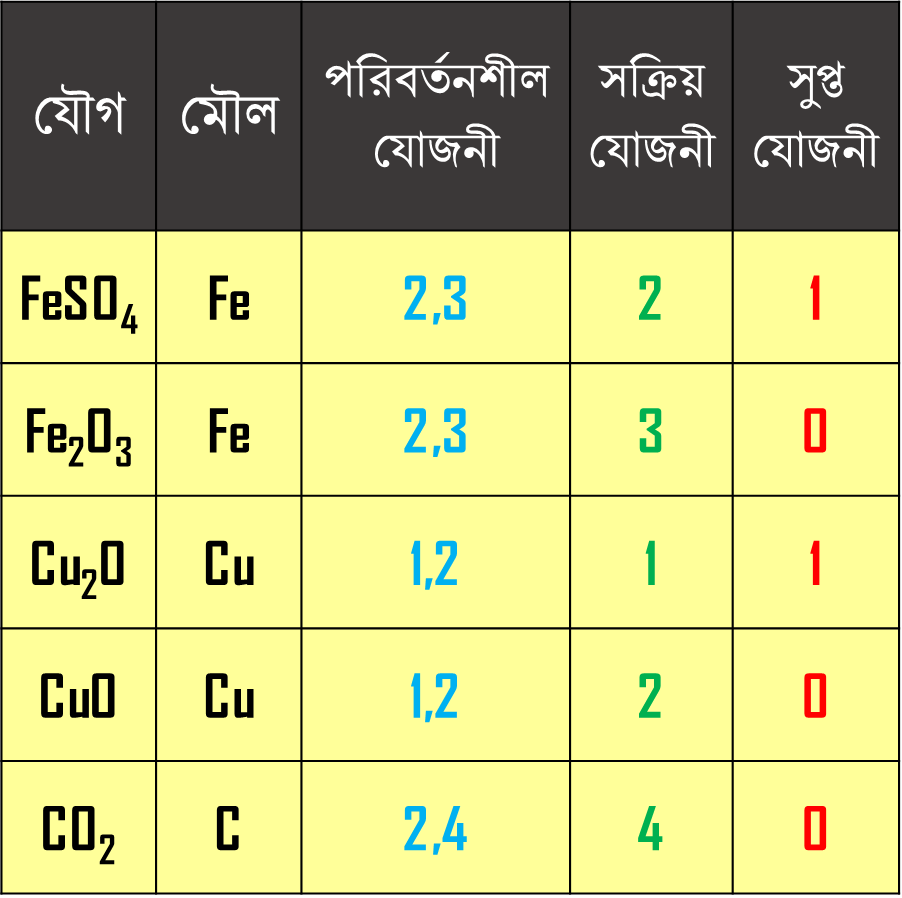 যৌগ মৌল পরিবর্তনশীল যোজনী সক্রিয় যোজনী সুপ্ত যোজনী
FeSO₄ Fe 2,3 2 1
Fe₂O₃ Fe 2,3 3 0
Cu₂O Cu 1,2 1 1
CuO Cu 1,2 2 0
CO₂ C 2,4 4 0